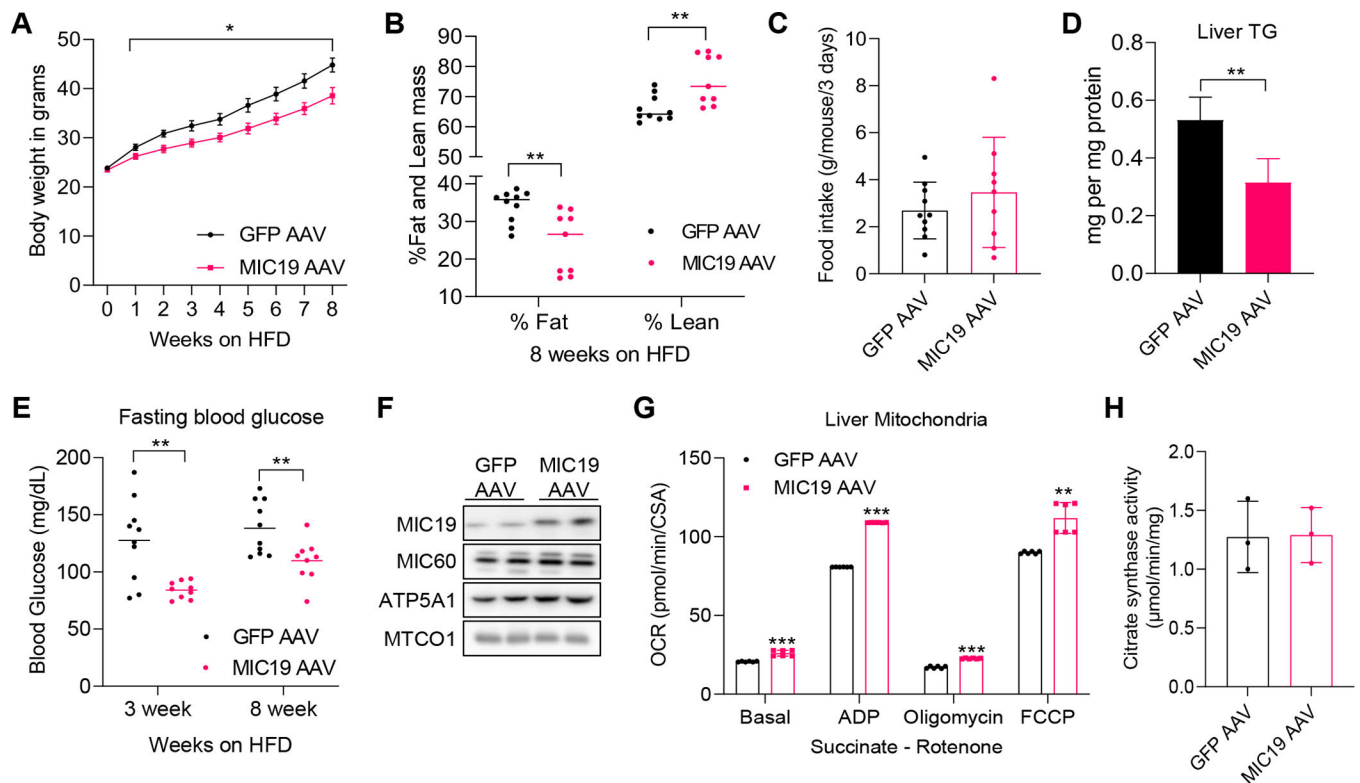 A
Body weight in grams
50
40
30
20
10
*
GFP AAV
MIC19 AAV
0 1 2 3 4 5 6 7 8
Weeks on HFD
B
%Fat and Lean mass
90
80
70
60
50
40
30
20
10
**
**
GFP AAV
MIC19 AAV
% Fat
% Lean
8 weeks on HFD
C
Food intake (g/mouse/3 days)
10
8
6
4
2
0
GFP AAV
MIC19 AAV
D
Liver TG
mg per mg protein
0.8
0.6
0.4
0.2
0.0
**
GFP AAV
MIC19 AAV
E
Fasting blood glucose
Blood Glucose (mg/dL)
200
150
100
50
0
**
**
GFP AAV
MIC19 AAV
3 week
8 week
Weeks on HFD
F
GFP MIC19
AAV AAV
MIC19
MIC60
ATP5A1
MTCO1
G
Liver Mitochondria
OCR (pmol/min/CSA)
150
100
50
0
GFP AAV
MIC19 AAV
***
***
***
**
Basal ADP Oligomycin FCCP
Succinate - Rotenone
H
Citrate synthase activity
(μmol/min/mg)
2.0
1.5
1.0
0.5
0.0
GFP AAV
MIC19 AAV